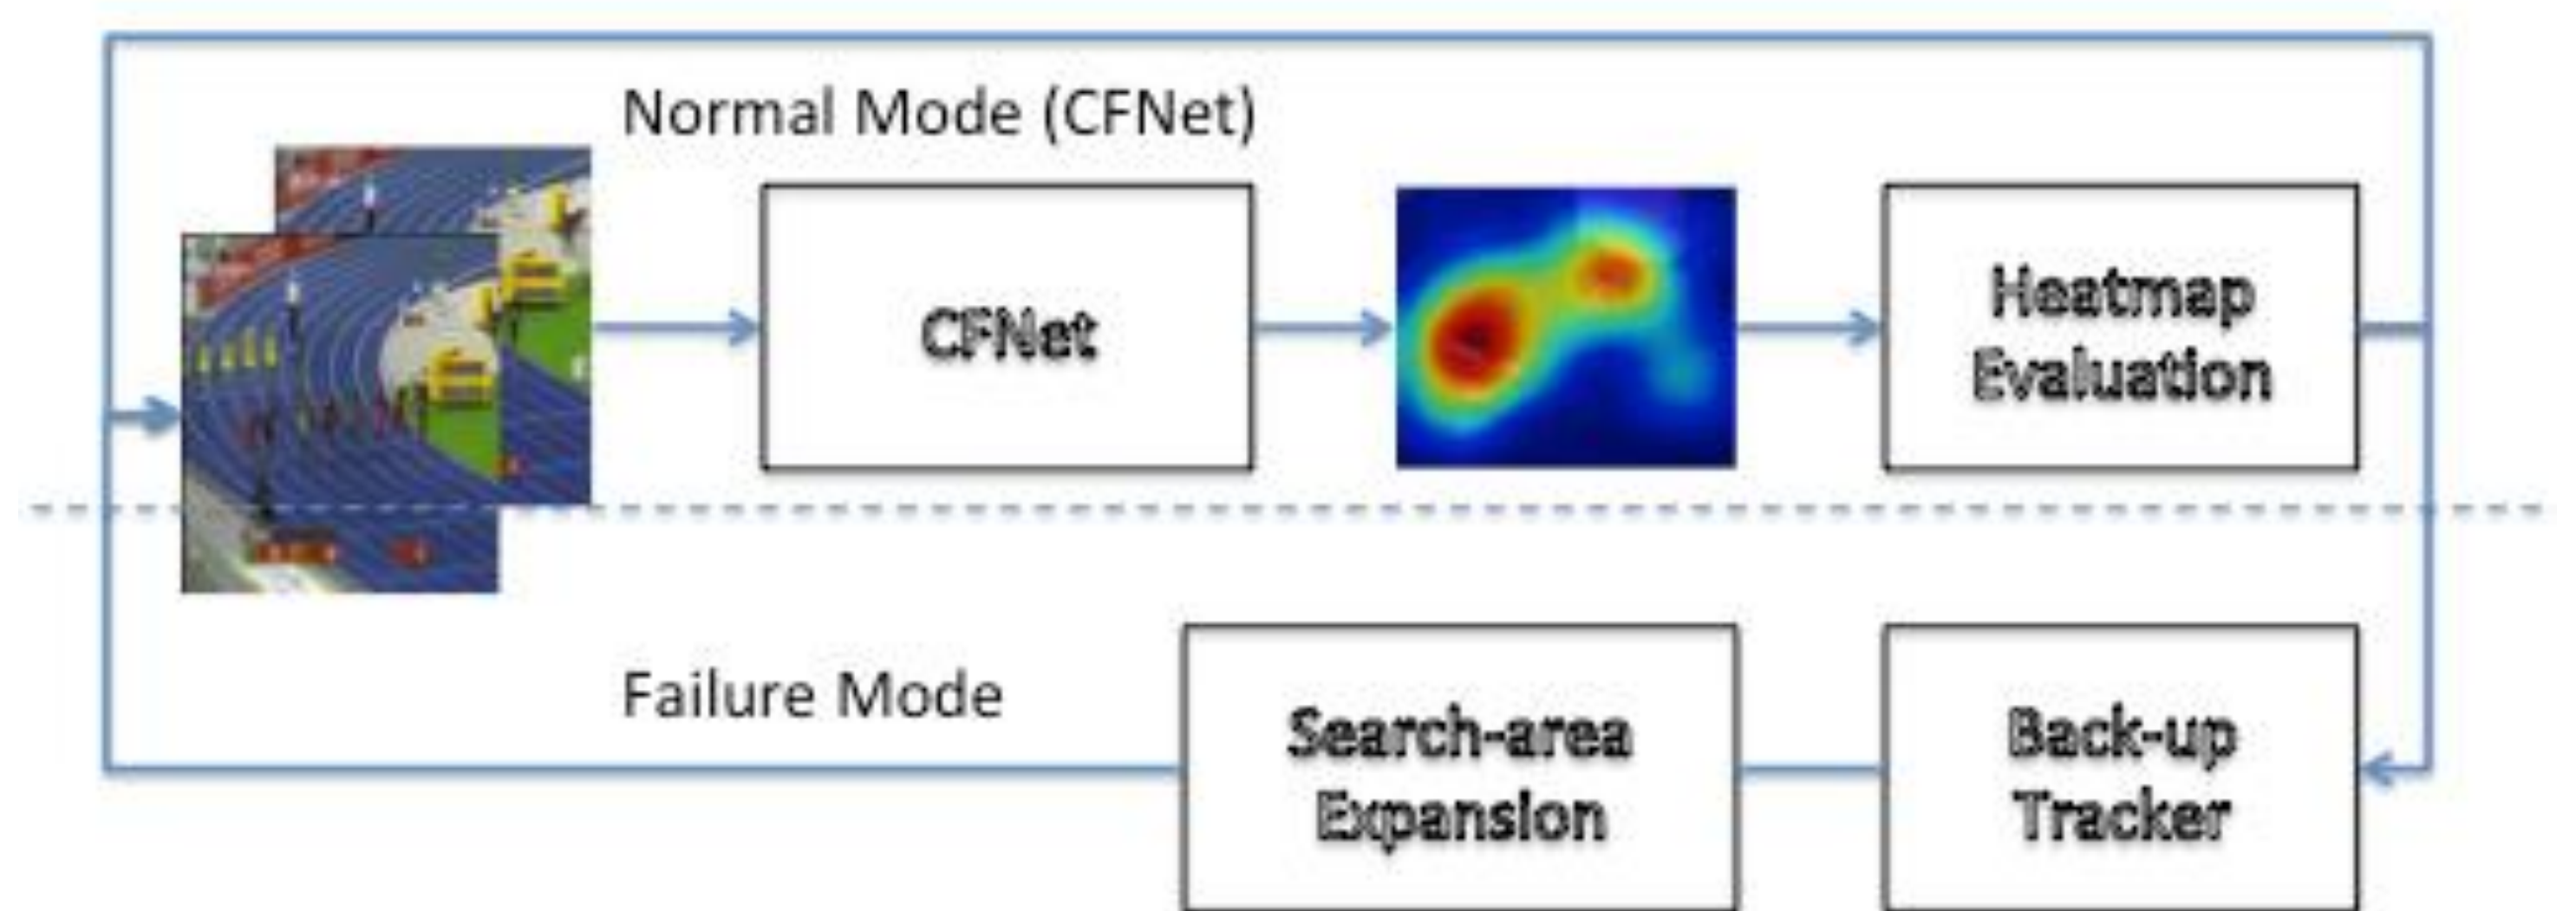 Normal Mode (CFNet)
CFNet
Heatmap
Evaluation
Failure Mode
Search-area
Expansion
Back-up
Tracker